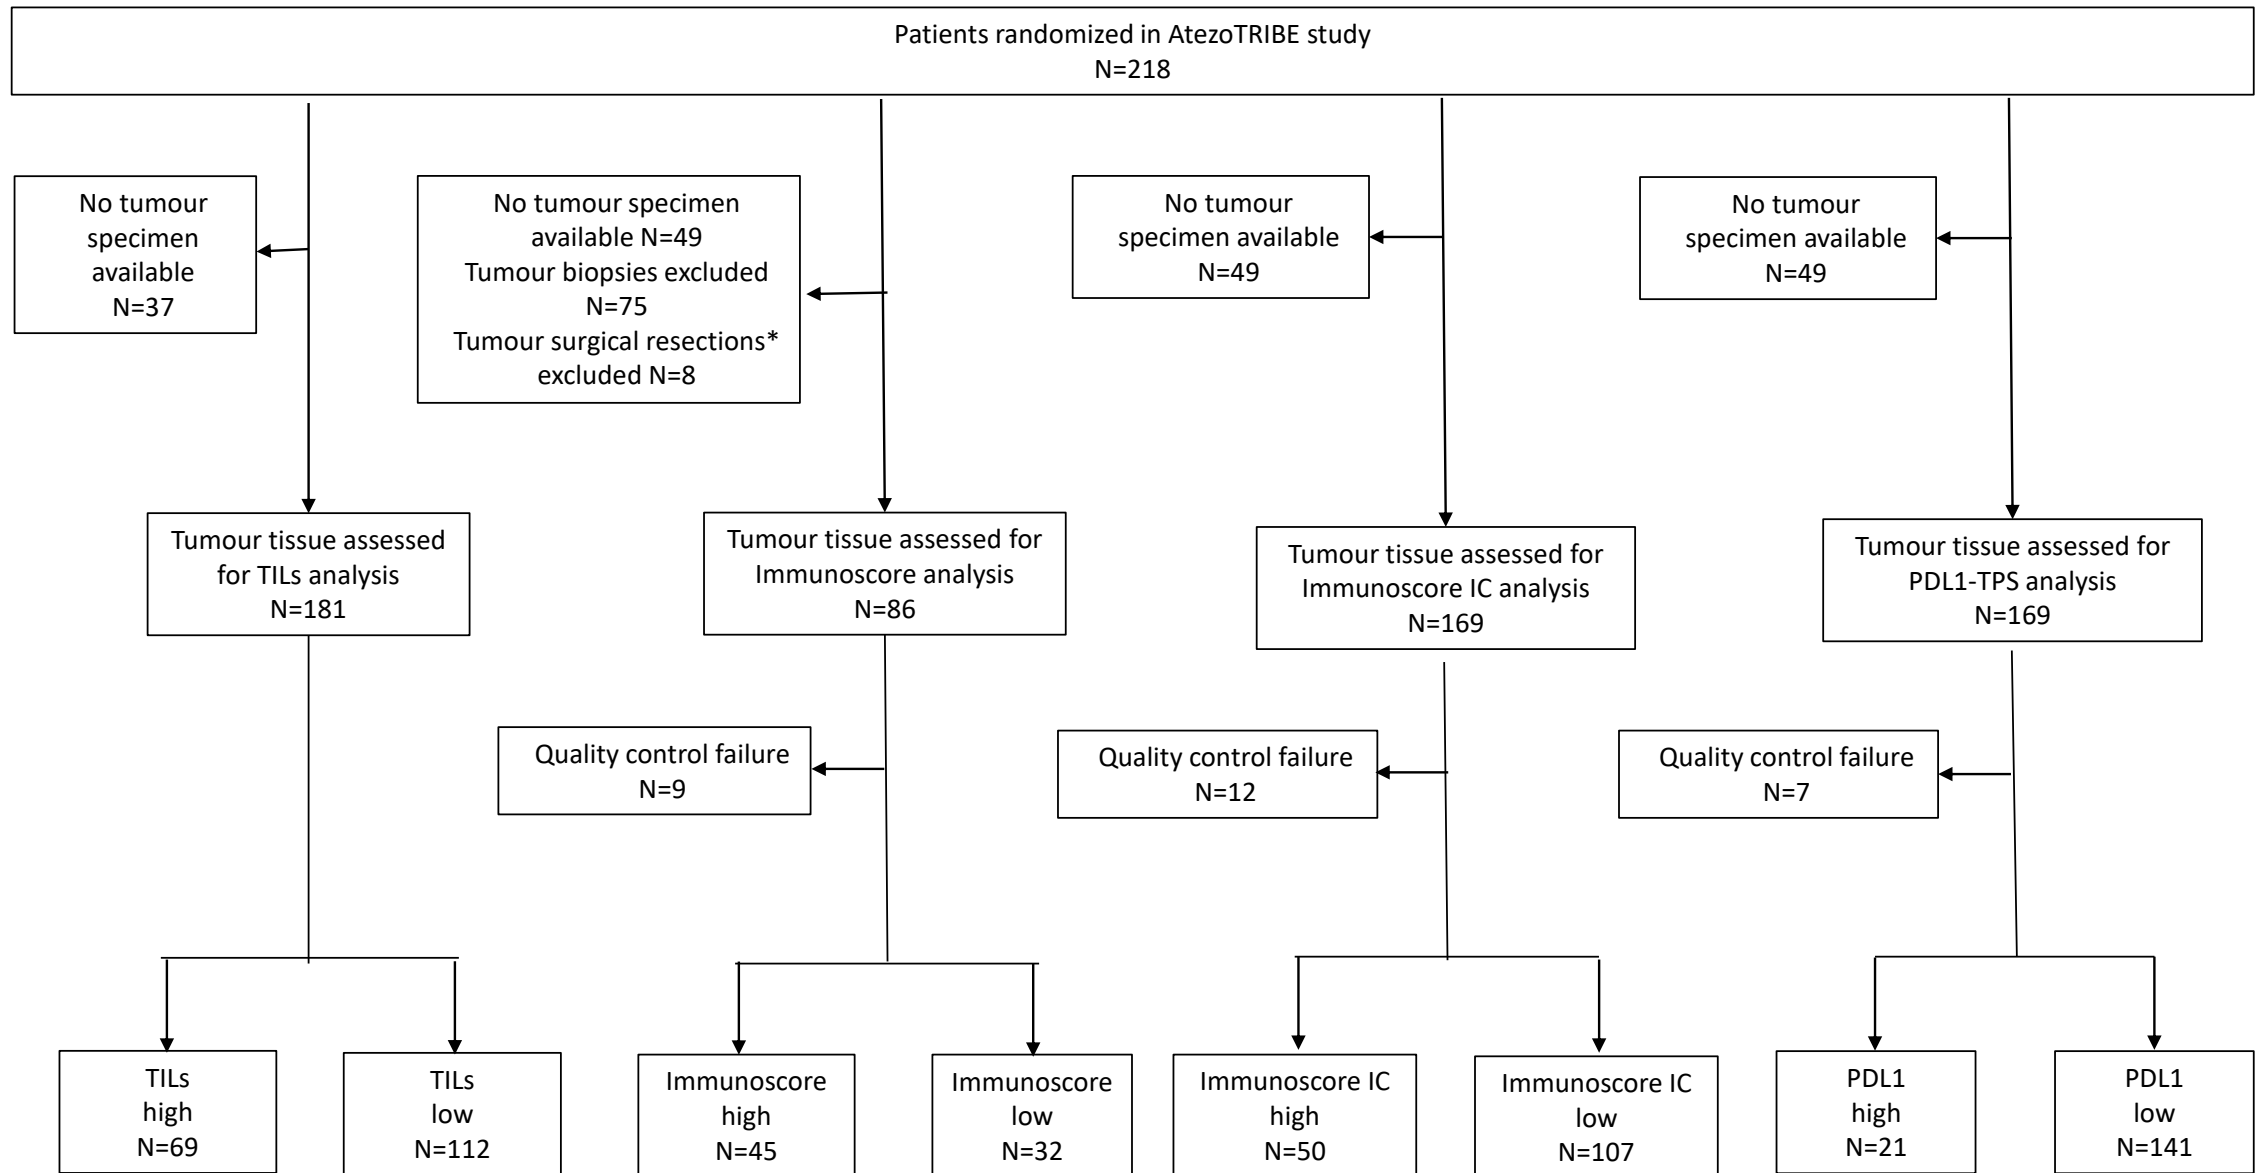 Patients randomized in AtezoTRIBE study
N=218
No tumour
specimen
available
N=37
No tumour specimen
available N=49
Tumour biopsies excluded
N=75
Tumour surgical resections*
excluded N=8
No tumour
specimen available
N=49
No tumour
specimen available
N=49
Tumour tissue assessed
for TILs analysis
N=181
Tumour tissue assessed for
Immunoscore analysis
N=86
Tumour tissue assessed for
Immunoscore IC analysis
N=169
Tumour tissue assessed for
PDL1-TPS analysis
N=169
Quality control failure
N=9
Quality control failure
N=12
Quality control failure
N=7
TILs
high
N=69
TILs
low
N=112
Immunoscore
high
N=45
Immunoscore
low
N=32
Immunoscore IC
high
N=50
Immunoscore IC
low
N=107
PDL1
high
N=21
PDL1
low
N=141